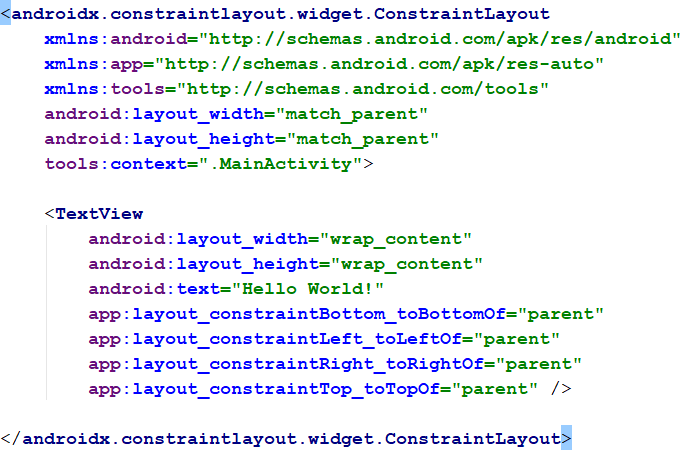 <androidx.constraintlayout.widget.ConstraintLayout
    xmlns:android="http://schemas.android.com/apk/res/android"
    xmlns:app="http://schemas.android.com/apk/res-auto"
    xmlns:tools="http://schemas.android.com/tools"
    android:layout_width="match_parent"
    android:layout_height="match_parent"
    tools:context=".MainActivity">

    <TextView
        android:layout_width="wrap_content"
        android:layout_height="wrap_content"
        android:text="Hello World!"
        app:layout_constraintBottom_toBottomOf="parent"
        app:layout_constraintLeft_toLeftOf="parent"
        app:layout_constraintRight_toRightOf="parent"
        app:layout_constraintTop_toTopOf="parent" />

</androidx.constraintlayout.widget.ConstraintLayout>